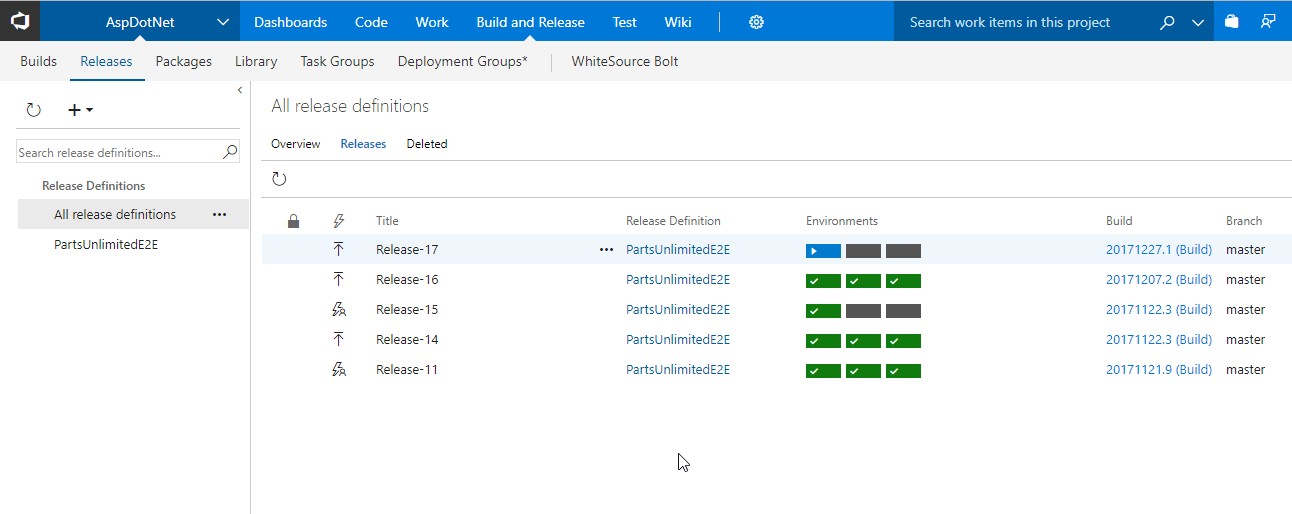 AspDotNet Dashboards Code Work Build and Release Test Wiki Search work items in this project
Builds Releases Packages Library Task Groups Deployment Groups* WhiteSource Bolt
All release definitions
Overview Releases Deleted
Search release definitions...
Release Definitions
All release definitions
PartsUnlimitedE2E
Title Release Definition Environments Build Branch
Release-17 PartsUnlimitedE2E 20171227.1 (Build) master
Release-16 PartsUnlimitedE2E 20171207.2 (Build) master
Release-15 PartsUnlimitedE2E 20171122.3 (Build) master
Release-14 PartsUnlimitedE2E 20171122.3 (Build) master
Release-11 PartsUnlimitedE2E 20171121.9 (Build) master